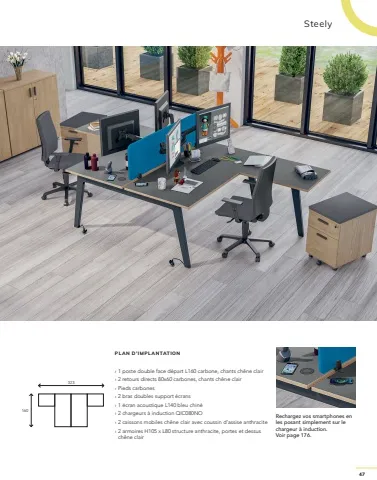 Steely
PLAN D'IMPLANTATION
› 1 poste double face départ L160 carbone, chants chêne clair
› 2 retours directs 80x60 carbones, chants chêne clair
› Pieds carbones
› 2 bras doubles support écrans
› 1 écran acoustique L140 bleu chiné
› 2 chargeurs à induction QIC080NO
› 2 caissons mobiles chêne clair avec coussin d'assise anthracite
› 2 armoires H105 x L80 structure anthracite, portes et dessus
chêne clair
Rechargez vos smartphones en
les posant simplement sur le
chargeur à induction.
Voir page 176.
47